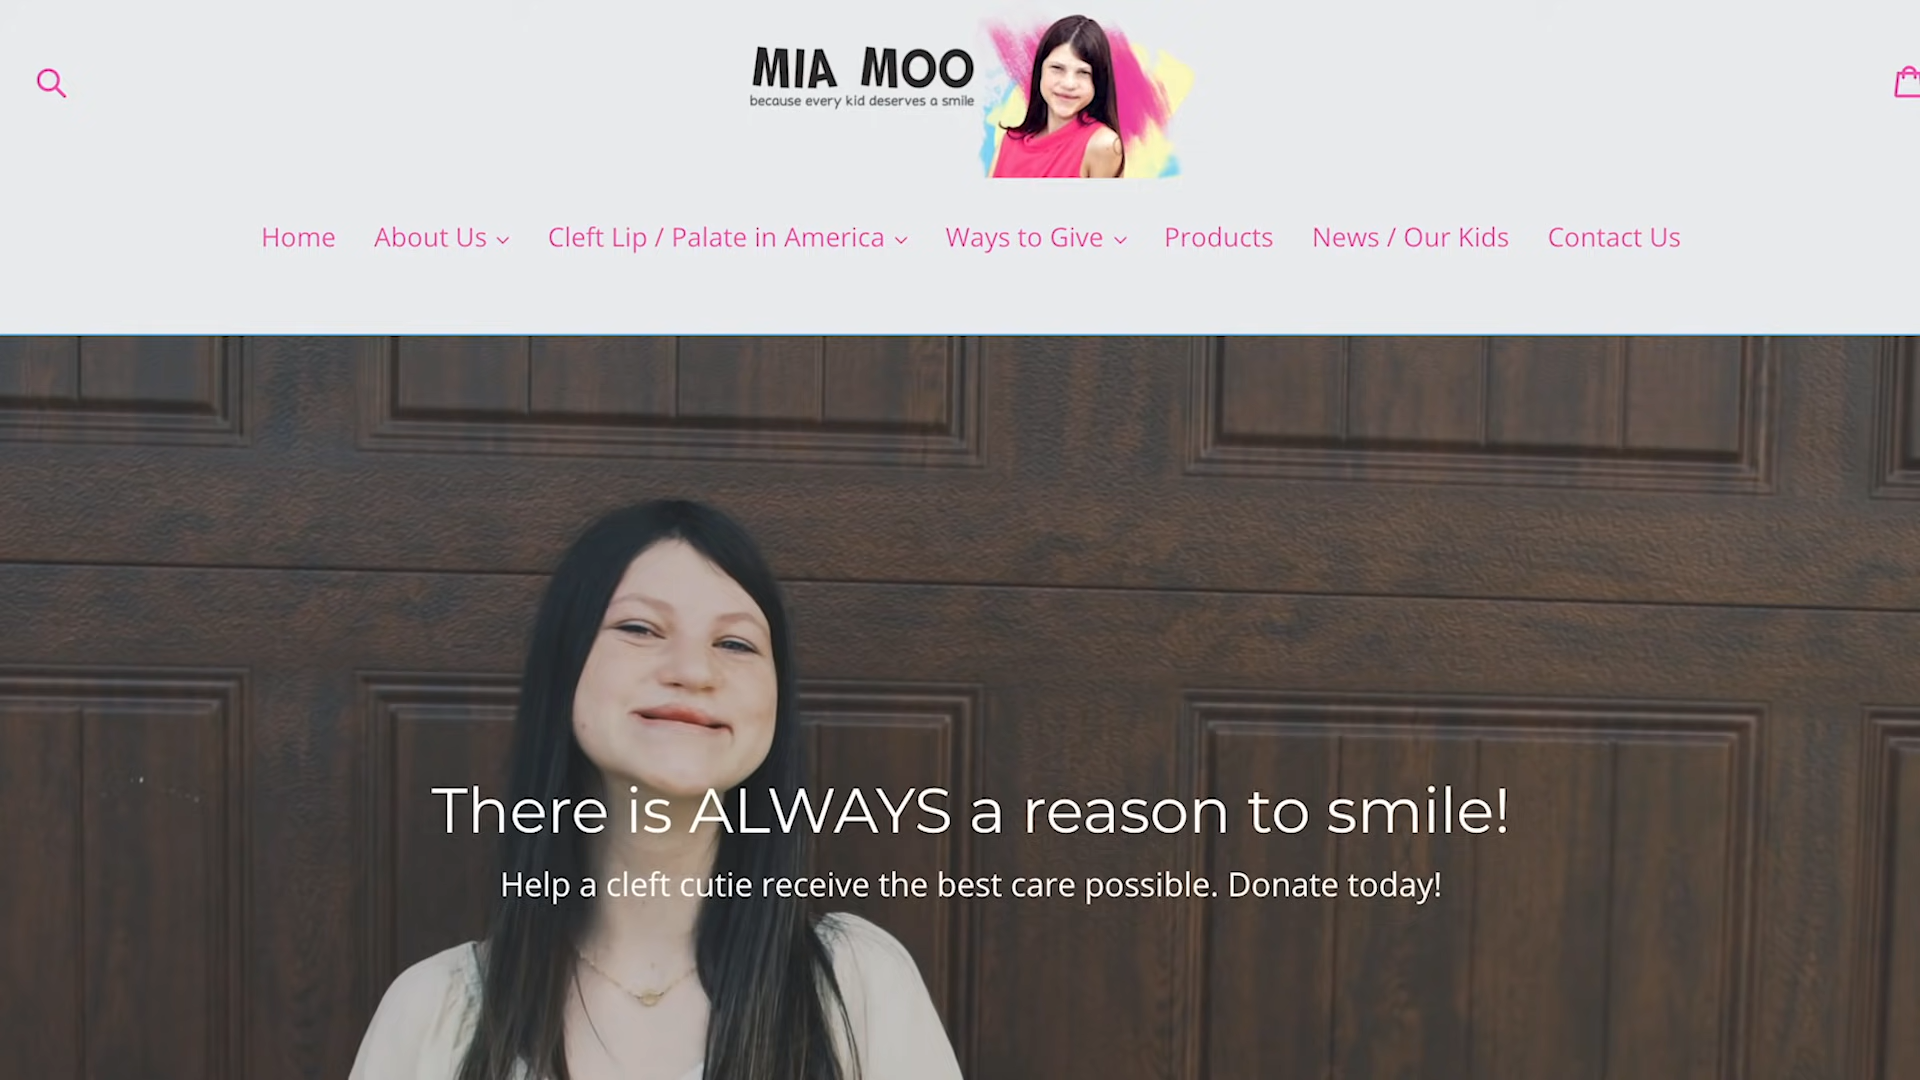 MIA MOO
because every kid deserves a smile
Home
About Us
Cleft Lip / Palate in America
Ways to Give
Products
News / Our Kids
Contact Us
There is ALWAYS a reason to smile!
Help a cleft cutie receive the best care possible. Donate today!